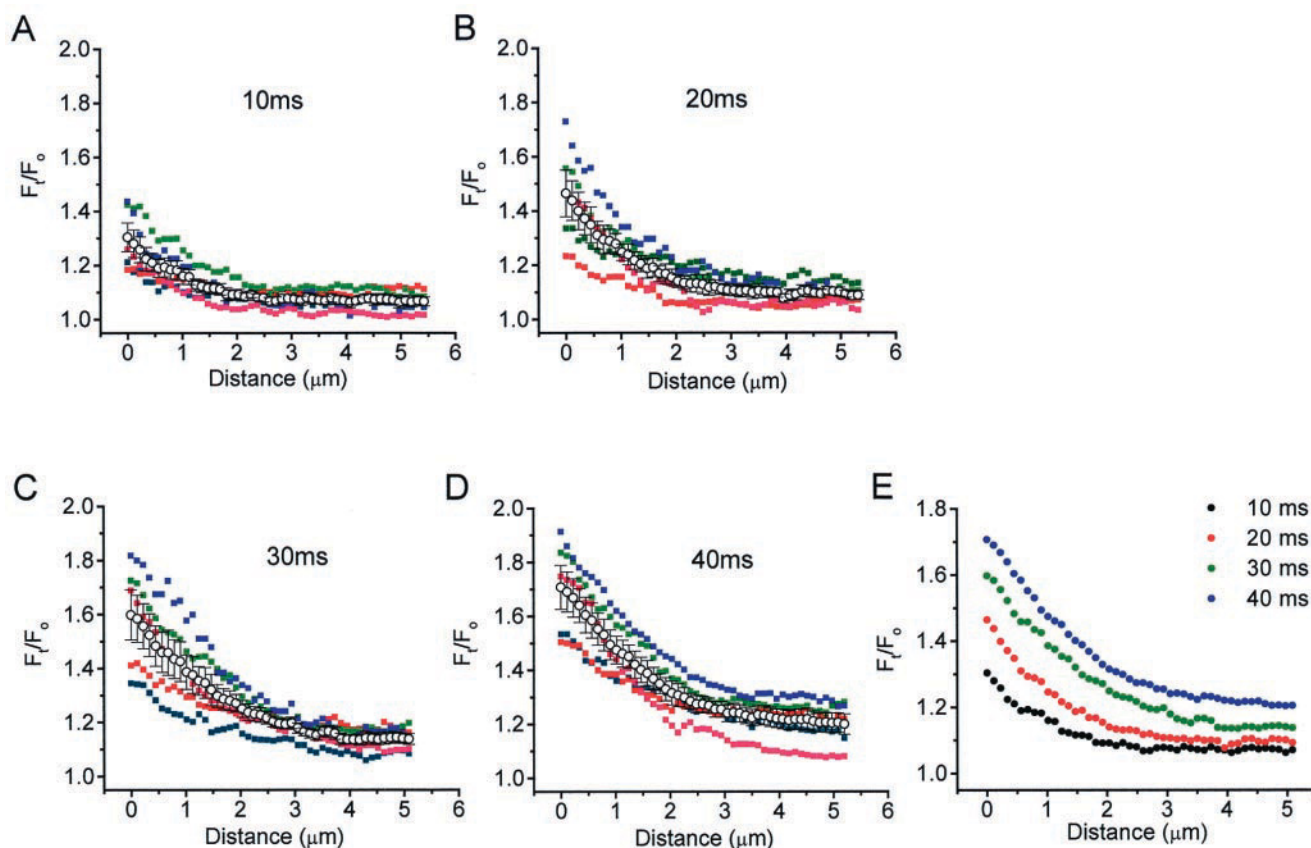 A
B
2.0
1.8
1.6
1.4
1.2
1.0
F_t/F_o
10ms
0 1 2 3 4 5 6
Distance (μm)
2.0
1.8
1.6
1.4
1.2
1.0
F_t/F_o
20ms
0 1 2 3 4 5 6
Distance (μm)
C
D
E
2.0
1.8
1.6
1.4
1.2
1.0
F_t/F_o
30ms
0 1 2 3 4 5 6
Distance (μm)
2.0
1.8
1.6
1.4
1.2
1.0
F_t/F_o
40ms
0 1 2 3 4 5 6
Distance (μm)
1.8
1.6
1.4
1.2
1.0
F_t/F_o
10 ms
20 ms
30 ms
40 ms
0 1 2 3 4 5
Distance (μm)